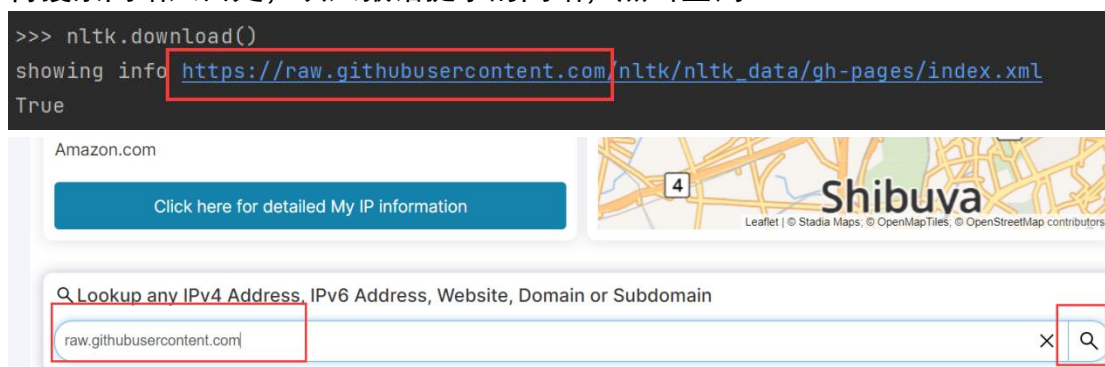 >>> nltk.download()
showing info https://raw.githubusercontent.com/nltk/nltk_data/gh-pages/index.xml
True
Amazon.com
Click here for detailed My IP information
4
Shibuya
Leaflet | © Stadia Maps; © OpenMapTiles; © OpenStreetMap contributors
Lookup any IPv4 Address, IPv6 Address, Website, Domain or Subdomain
raw.githubusercontent.com